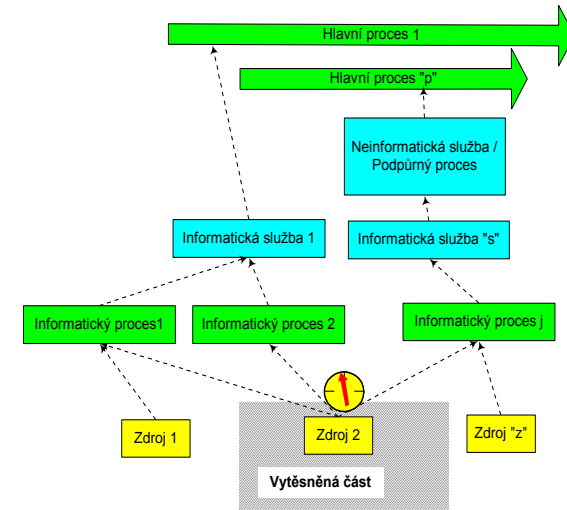 Hlavní proces 1
Hlavní proces "p"
Neinformatická služba /
Podpůrný proces
Informatická služba 1
Informatická služba "s"
Informatický proces1
Informatický proces 2
Informatický proces j
Zdroj 1
Zdroj 2
Zdroj "z"
Vytěsněná část